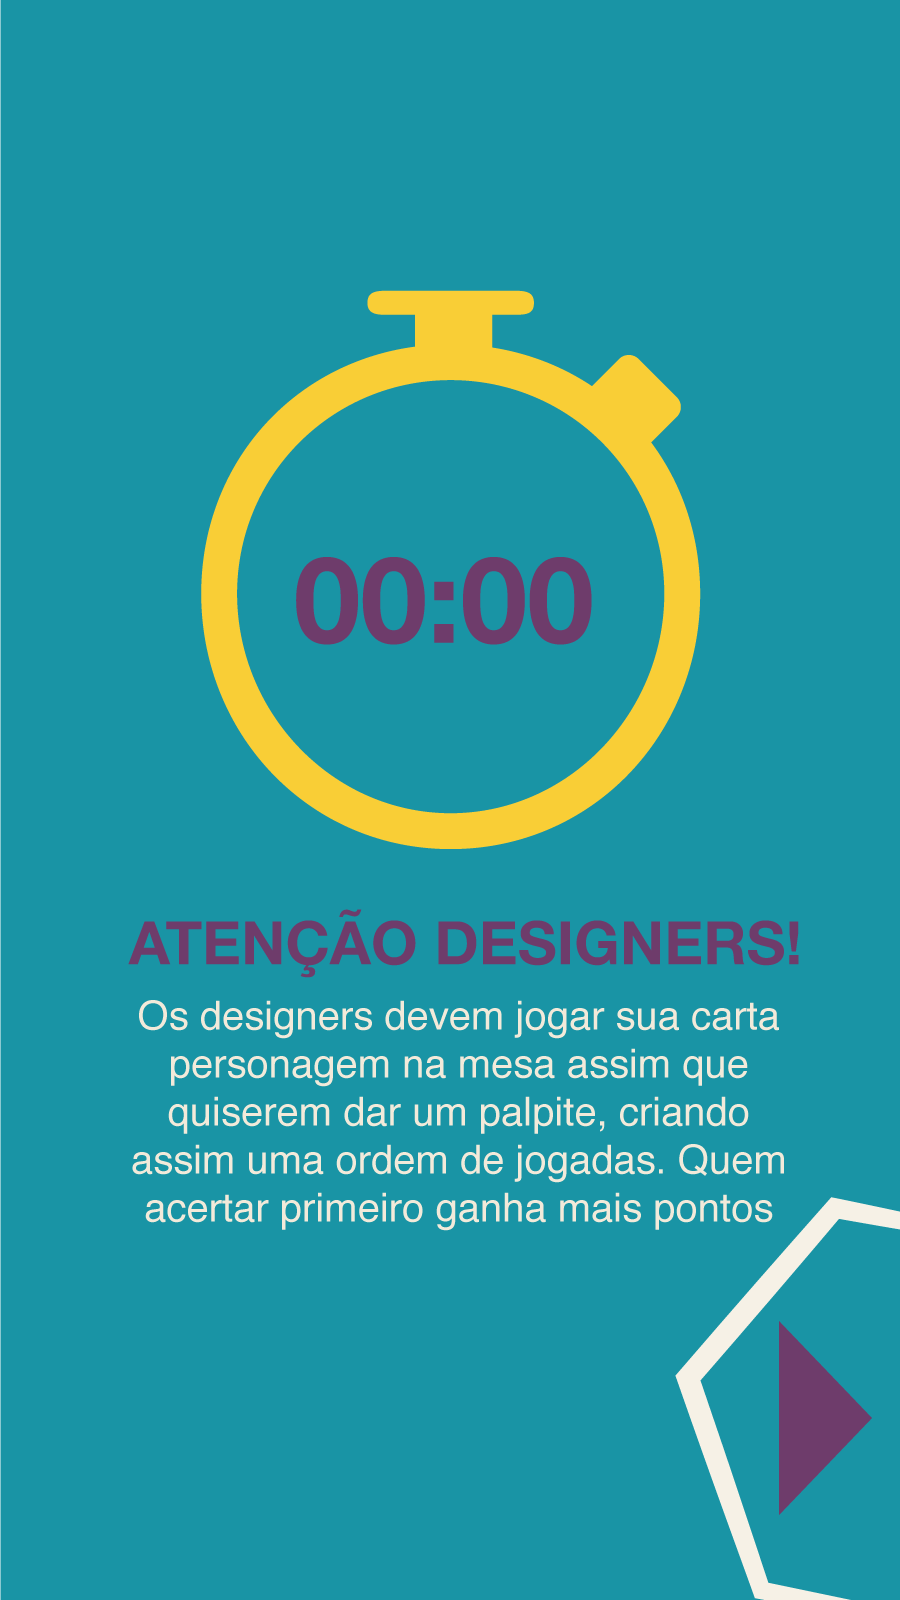 00:00
ATENÇÃO DESIGNERS!
Os designers devem jogar sua carta
personagem na mesa assim que
quiserem dar um palpite, criando
assim uma ordem de jogadas. Quem
acertar primeiro ganha mais pontos